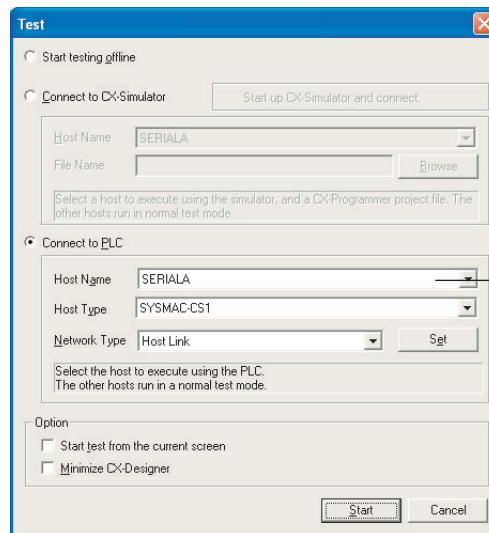 Test
Start testing offline
Connect to CX-Simulator
Start up CX-Simulator and connect.
Host Name SERIALA
File Name Browse
Select a host to execute using the simulator, and a CX-Programmer project file. The
other hosts run in normal test mode.
Connect to PLC
Host Name SERIALA
Host Type SYSMAC-CS1
Network Type Host Link Set
Select the host to execute using the PLC.
The other hosts run in a normal test mode.
Option
Start test from the current screen
Minimize CX-Designer
Start Cancel